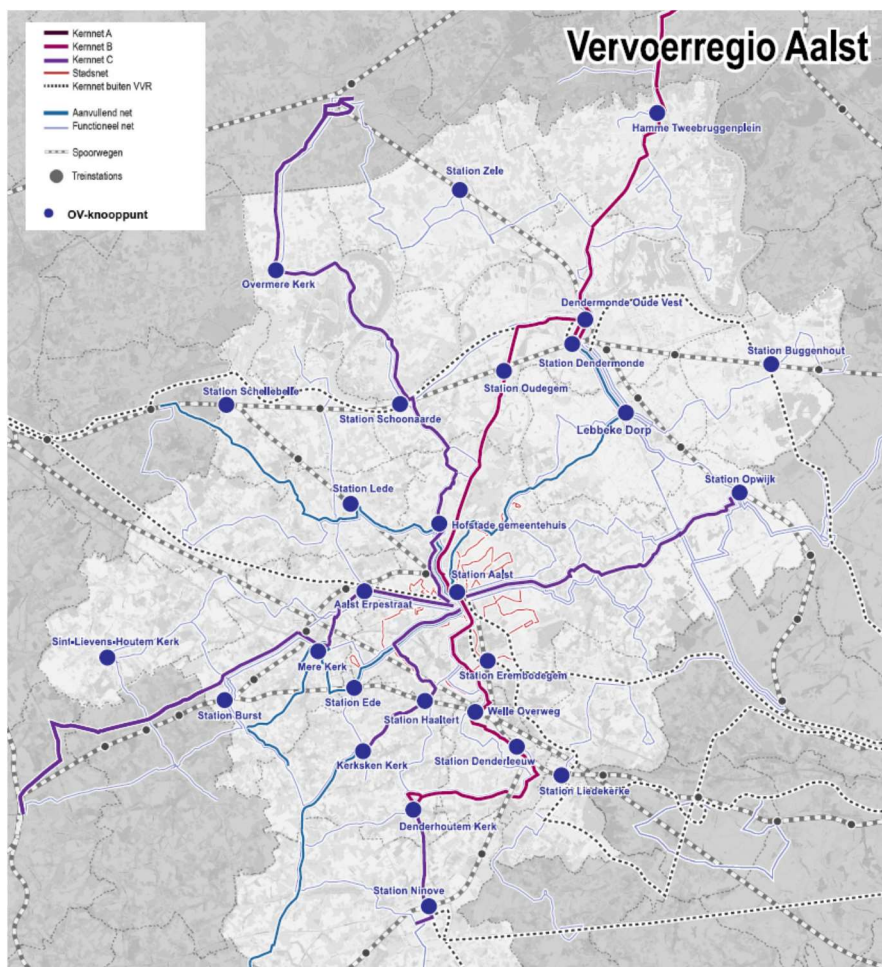 Vervoerregio Aalst
Kernnet A
Kernnet B
Kernnet C
Stadsnet
Kernnet buiten VVR
Aanvullend net
Functioneel net
Spoorwegen
Treinstations
OV-knooppunt
Hamme Tweebruggenplein
Station Zele
Overmere Kerk
Dendermonde Oude Vest
Station Dendermonde
Station Buggenhout
Station Oudegem
Station Schellebelle
Station Schoonaarde
Lebbeke Dorp
Station Lede
Station Opwijk
Hofstade gemeentehuis
Station Aalst
Aalst Erpestraat
Sint-Lievens-Houtem Kerk
Mere Kerk
Station Erembodegem
Station Burst
Station Ede
Station Haaltert
Welle Overweg
Kerksken Kerk
Station Denderleeuw
Station Liedekerke
Denderhoutem Kerk
Station Ninove